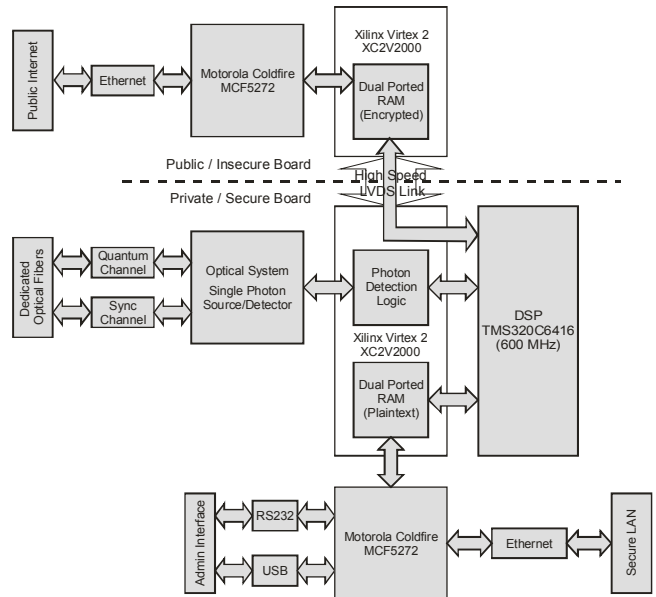 Public Internet
Ethernet
Motorola Coldfire
MCF5272
Xilinx Virtex 2
XC2V2000
Dual Ported
RAM
(Encrypted)
Public / Insecure Board
High Speed
LVDS Link
Private / Secure Board
Dedicated
Optical Fibers
Quantum
Channel
Sync
Channel
Optical System
Single Photon
Source/Detector
Photon
Detection
Logic
Xilinx Virtex 2
XC2V2000
Dual Ported
RAM
(Plaintext)
DSP
TMS320C6416
(600 MHz)
Admin Interface
RS232
USB
Motorola Coldfire
MCF5272
Ethernet
Secure LAN